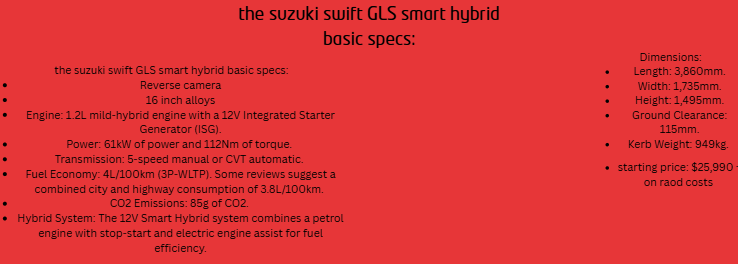 the suzuki swift GLS smart hybrid
basic specs:
the suzuki swift GLS smart hybrid basic specs:
Reverse camera
16 inch alloys
Engine: 1.2L mild-hybrid engine with a 12V Integrated Starter
Generator (ISG).
Power: 61kW of power and 112Nm of torque.
Transmission: 5-speed manual or CVT automatic.
Fuel Economy: 4L/100km (3P-WLTP). Some reviews suggest a
combined city and highway consumption of 3.8L/100km.
CO2 Emissions: 85g of CO2.
Hybrid System: The 12V Smart Hybrid system combines a petrol
engine with stop-start and electric engine assist for fuel
efficiency.
Dimensions:
Length: 3,860mm.
Width: 1,735mm.
Height: 1,495mm.
Ground Clearance:
115mm.
Kerb Weight: 949kg.
starting price: $25,990 +
on raod costs